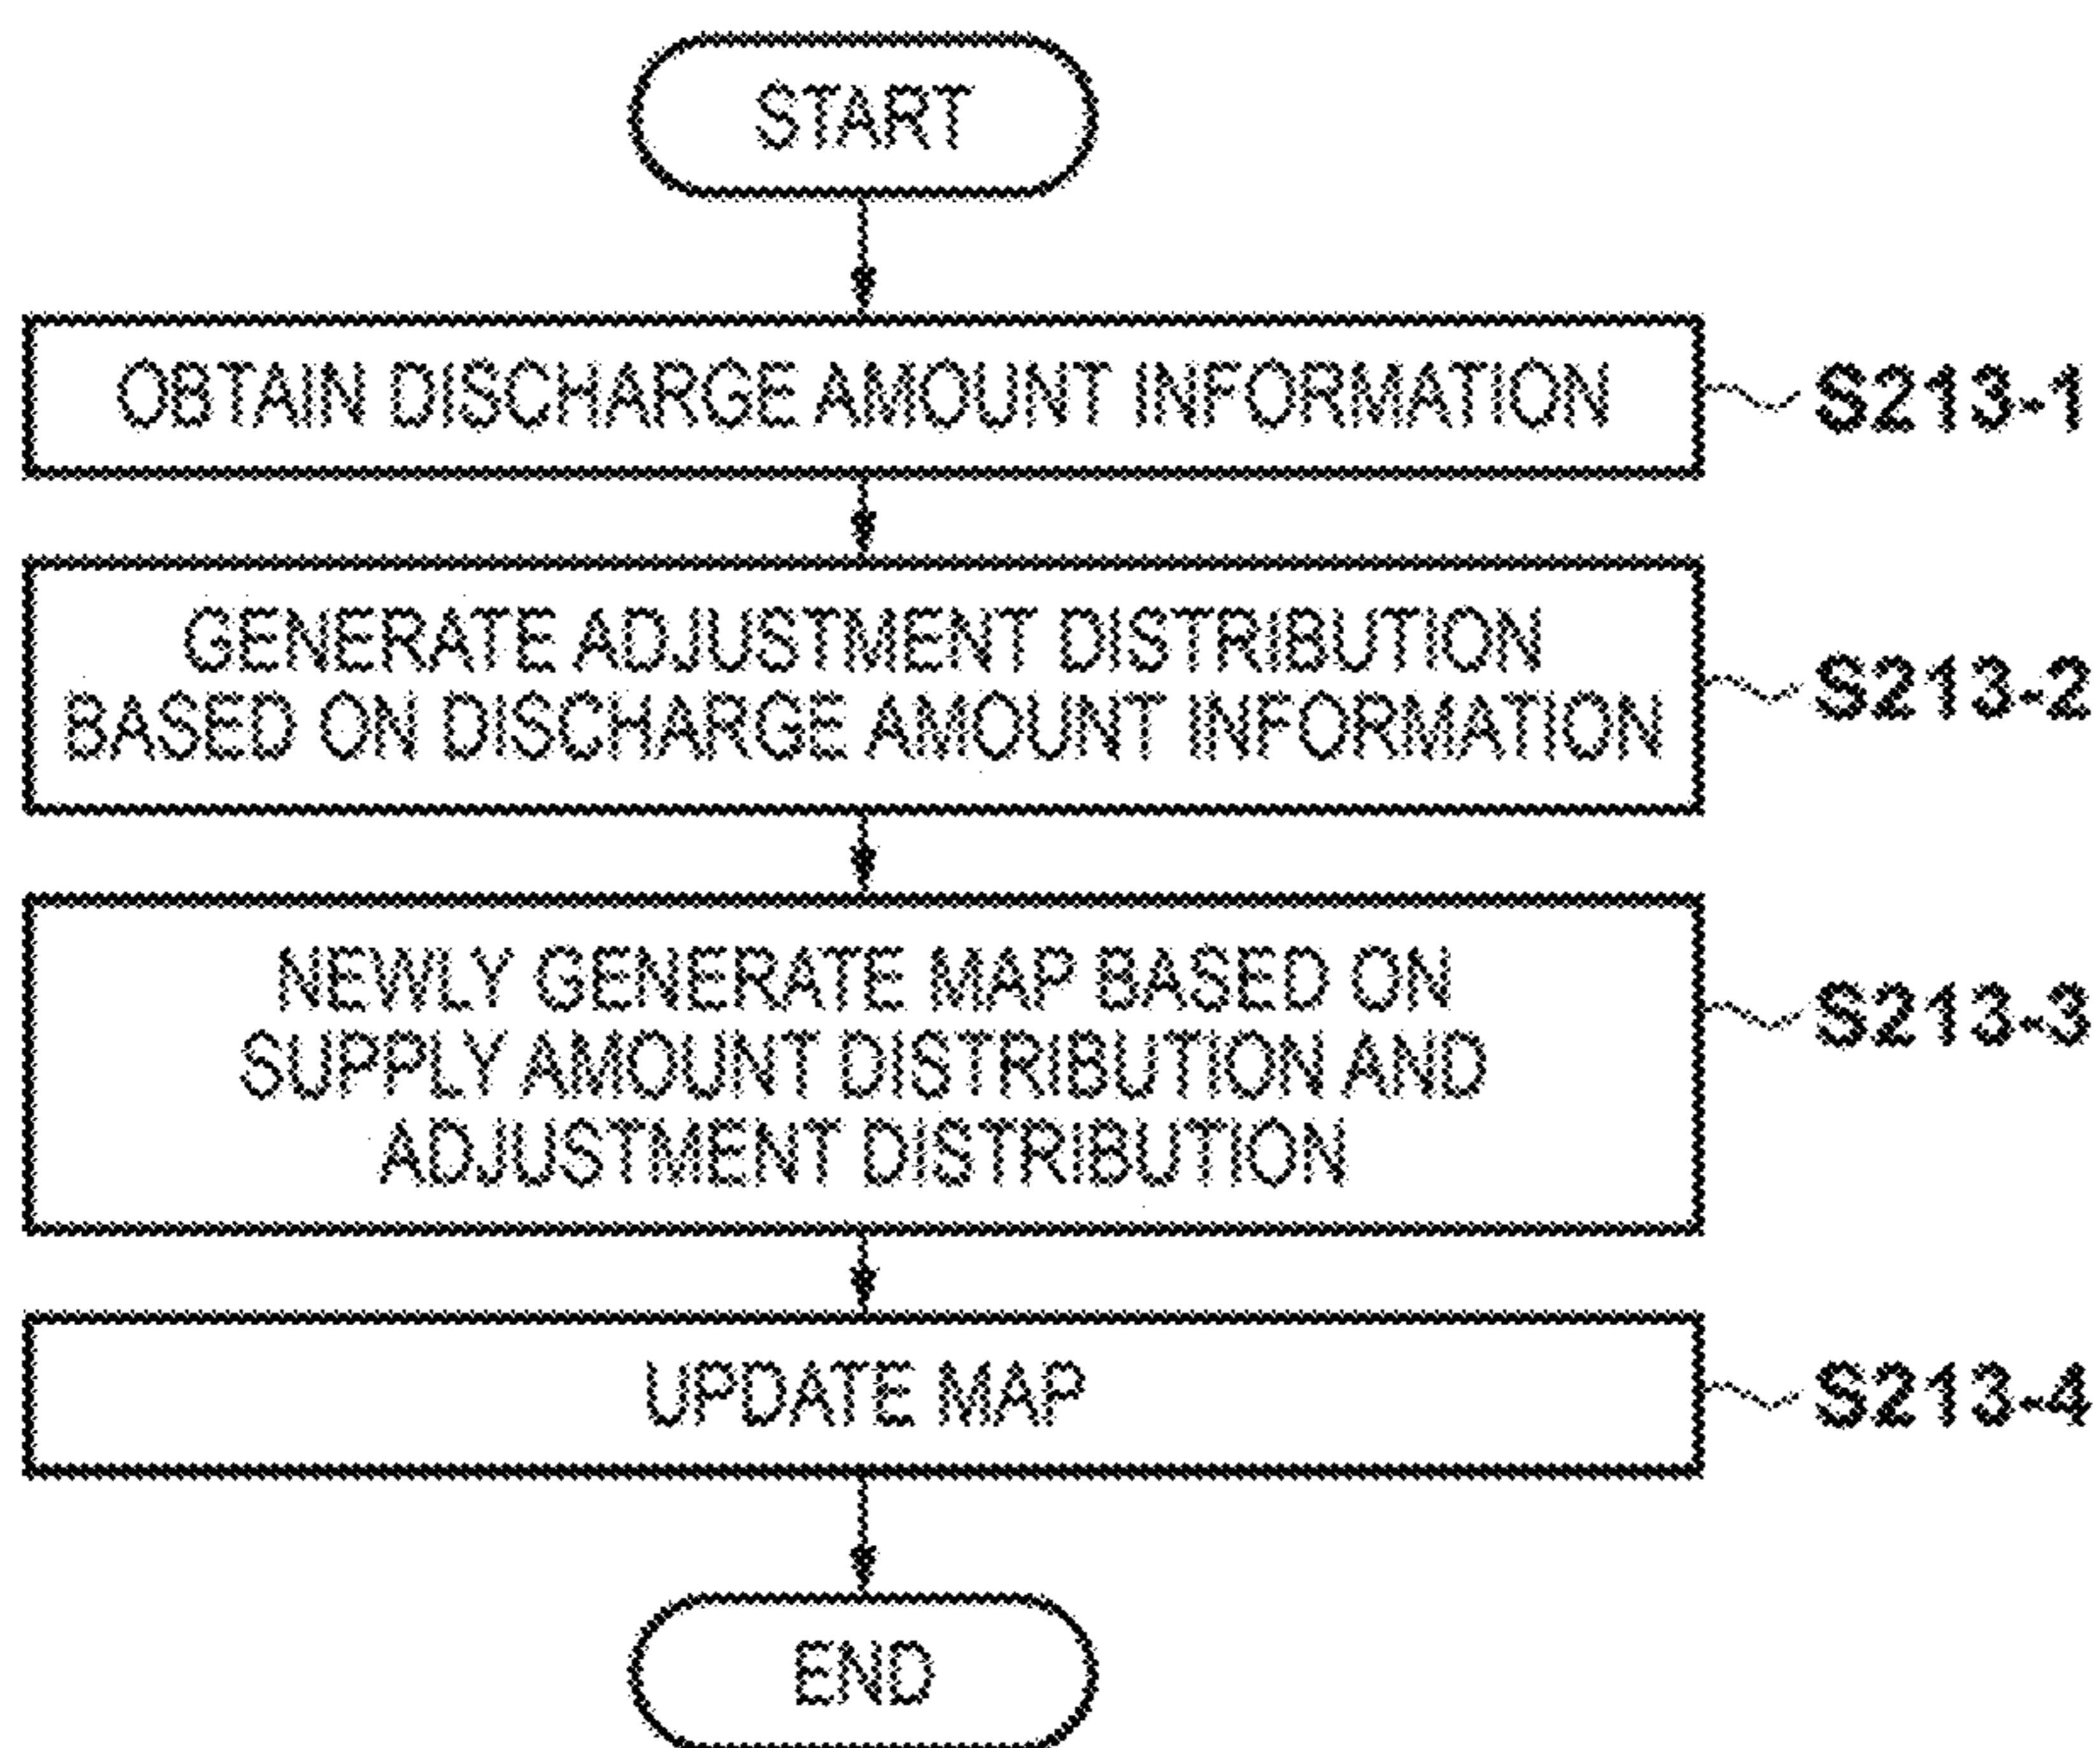 START
OBTAIN DISCHARGE AMOUNT INFORMATION
S213-1
GENERATE ADJUSTMENT DISTRIBUTION
BASED ON DISCHARGE AMOUNT INFORMATION
S213-2
NEWLY GENERATE MAP BASED ON
SUPPLY AMOUNT DISTRIBUTION AND
ADJUSTMENT DISTRIBUTION
S213-3
UPDATE MAP
S213-4
END